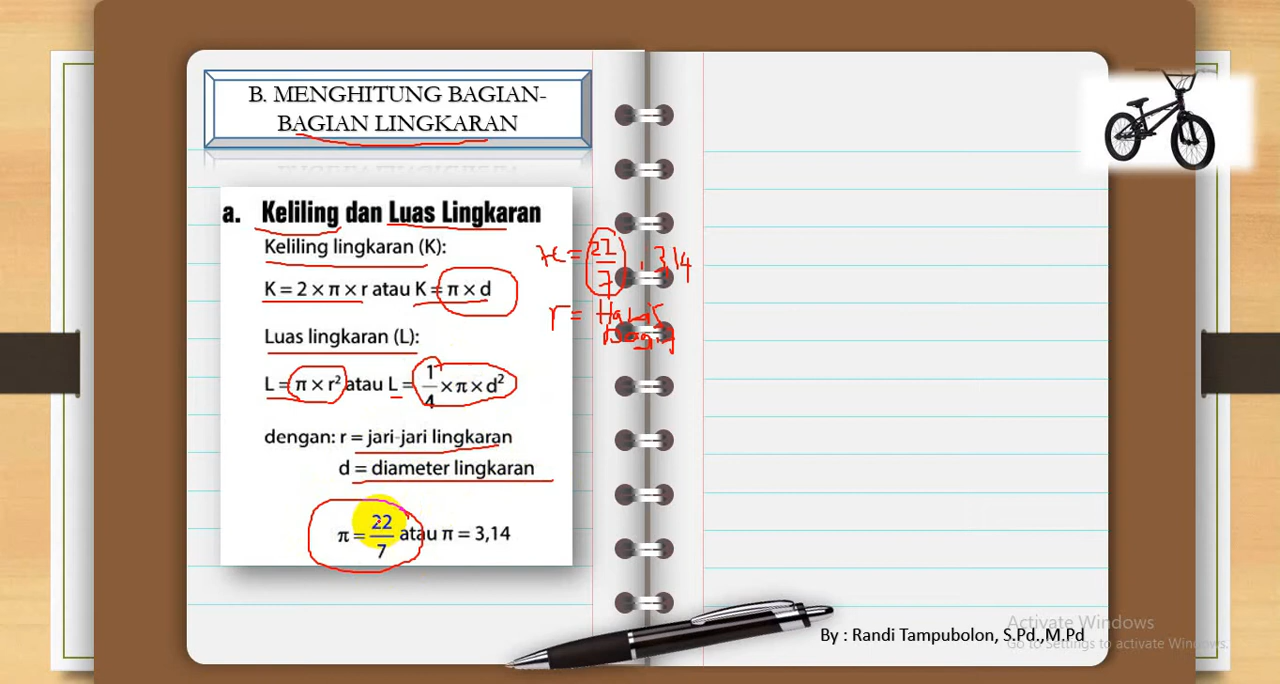 B. MENGHITUNG BAGIAN-
BAGIAN LINGKARAN
a. Keliling dan Luas Lingkaran
Keliling lingkaran (K):
K = 2 × π × r atau K = π × d
Luas lingkaran (L):
L = π × r² atau L = 1/4 × π × d²
dengan: r = jari-jari lingkaran
d = diameter lingkaran
π = 22/7 atau π = 3,14
π = 22/7 , 3,14
r = Habis
By : Randi Tampubolon, S.Pd.,M.Pd
Activate Windows
Go to Settings to activate Windows.